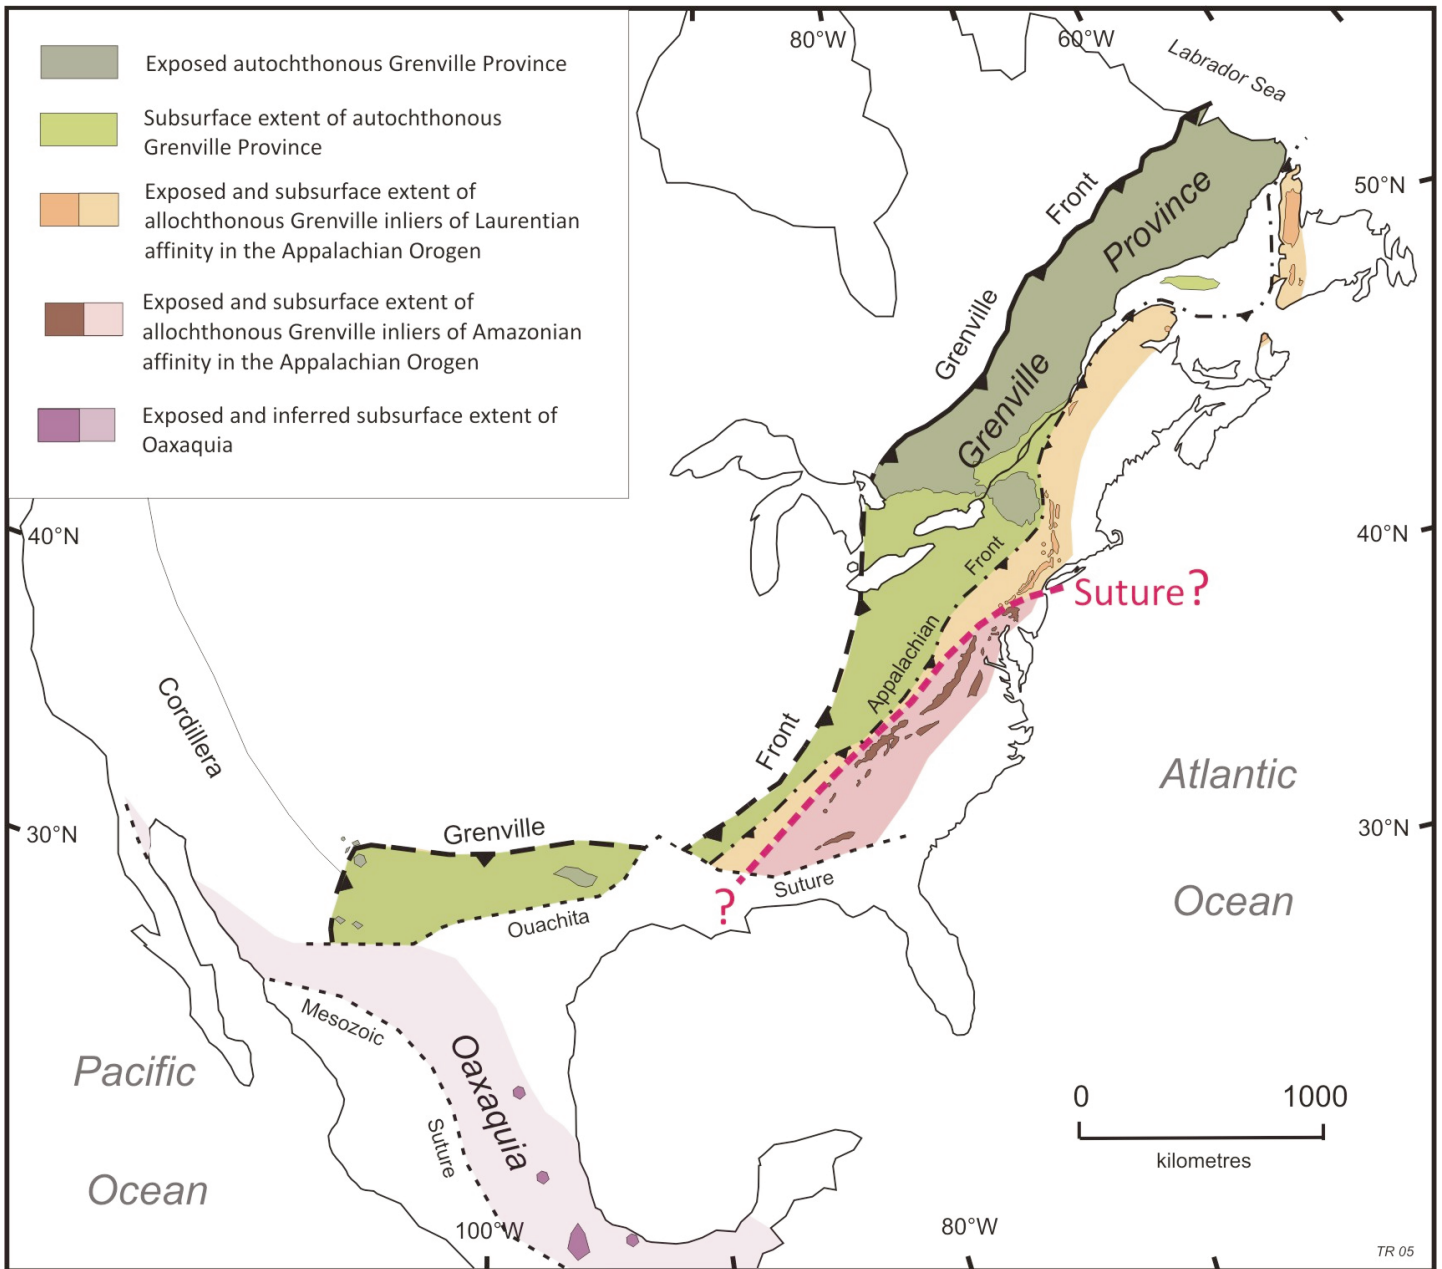 Exposed autochthonous Grenville Province
Subsurface extent of autochthonous
Grenville Province
Exposed and subsurface extent of
allochthonous Grenville inliers of Laurentian
affinity in the Appalachian Orogen
Exposed and subsurface extent of
allochthonous Grenville inliers of Amazonian
affinity in the Appalachian Orogen
Exposed and inferred subsurface extent of
Oaxaquia
80°W
60°W
Labrador Sea
50°N
Front
Province
Grenville
Grenville
40°N
40°N
Front
Suture?
Appalachian
Cordillera
Front
Atlantic
30°N
Grenville
30°N
Suture
?
Ouachita
Ocean
Mesozoic
Oaxaquia
Pacific
0 1000
kilometres
Suture
Ocean
100°W
80°W
TR 05